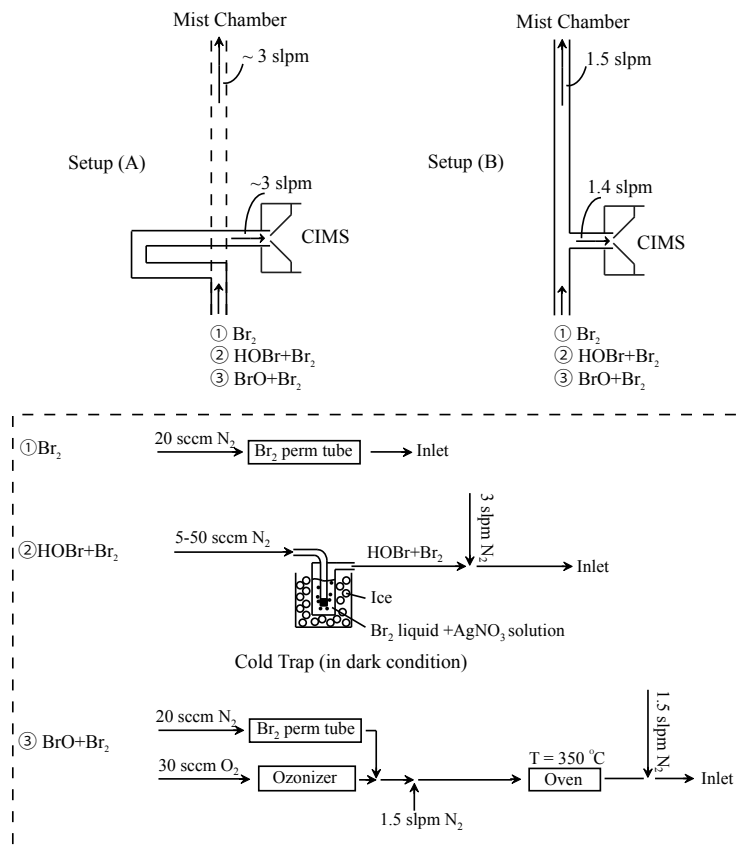 Mist Chamber
~ 3 slpm
Setup (A)
~3 slpm
CIMS
① Br₂
② HOBr+Br₂
③ BrO+Br₂
Mist Chamber
1.5 slpm
Setup (B)
1.4 slpm
CIMS
① Br₂
② HOBr+Br₂
③ BrO+Br₂
①Br₂
20 sccm N₂
Br₂ perm tube
Inlet
②HOBr+Br₂
5-50 sccm N₂
HOBr+Br₂
3 slpm N₂
Inlet
Ice
Br₂ liquid +AgNO₃ solution
Cold Trap (in dark condition)
③ BrO+Br₂
20 sccm N₂
Br₂ perm tube
30 sccm O₂
Ozonizer
1.5 slpm N₂
T = 350 °C
Oven
1.5 slpm N₂
Inlet